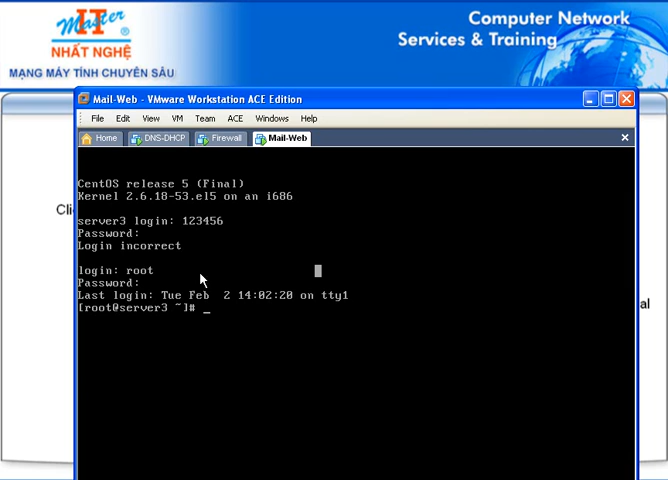 Master
IT
NHẤT NGHỆ
MẠNG MÁY TÍNH CHUYÊN SÂU
Computer Network
Services & Training
Mail-Web - VMware Workstation ACE Edition
File Edit View VM Team ACE Windows Help
Home DNS-DHCP Firewall Mail-Web
CentOS release 5 (Final)
Kernel 2.6.18-53.el5 on an i686
server3 login: 123456
Password:
Login incorrect
login: root
Password:
Last login: Tue Feb  2 14:02:20 on tty1
[root@server3 ~]# _